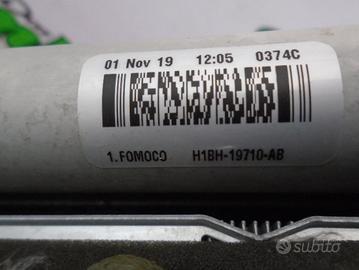 01 Nov 19 12:05 0374C
1.FOMOCO H1BH-19710-AB
subito